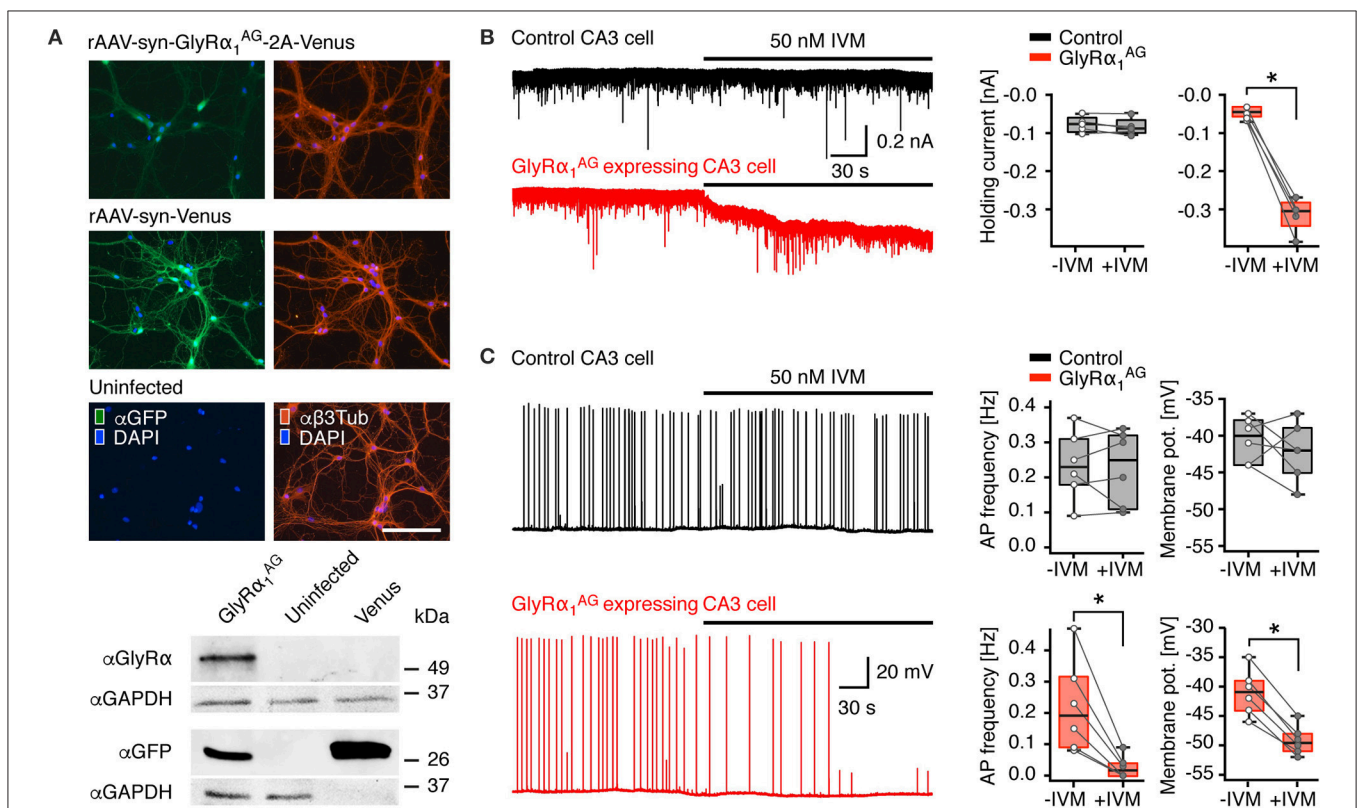 A
rAAV-syn-GlyRα₁ᴬᴳ-2A-Venus
rAAV-syn-Venus
Uninfected
αGFP
DAPI
αβ3Tub
DAPI
GlyRα₁ᴬᴳ
Uninfected
Venus
kDa
αGlyRα
49
αGAPDH
37
αGFP
26
αGAPDH
37
B
Control CA3 cell
50 nM IVM
0.2 nA
30 s
GlyRα₁ᴬᴳ expressing CA3 cell
Control
GlyRα₁ᴬᴳ
Holding current [nA]
-0.0
-0.1
-0.2
-0.3
-IVM +IVM
*
-0.0
-0.1
-0.2
-0.3
-IVM +IVM
C
Control CA3 cell
50 nM IVM
GlyRα₁ᴬᴳ expressing CA3 cell
20 mV
30 s
Control
GlyRα₁ᴬᴳ
AP frequency [Hz]
0.4
0.3
0.2
0.1
0.0
-IVM +IVM
Membrane pot. [mV]
-35
-40
-45
-50
-55
-IVM +IVM
AP frequency [Hz]
*
0.4
0.3
0.2
0.1
0.0
-IVM +IVM
Membrane pot. [mV]
*
-30
-35
-40
-45
-50
-55
-IVM +IVM